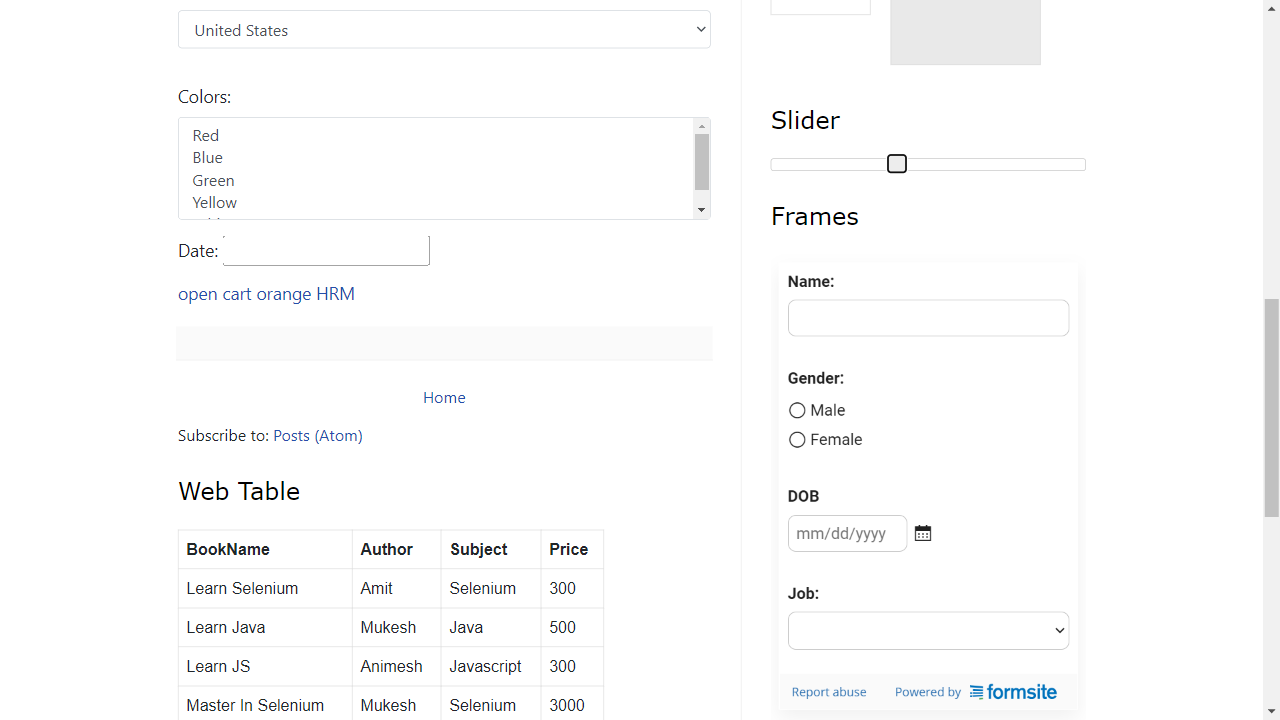 United States
Colors:
Red
Blue
Green
Yellow
Date:
open cart orange HRM
Home
Subscribe to: Posts (Atom)
Web Table
BookName Author Subject Price
Learn Selenium Amit Selenium 300
Learn Java Mukesh Java 500
Learn JS Animesh Javascript 300
Master In Selenium Mukesh Selenium 3000
Slider
Frames
Name:
Gender:
Male
Female
DOB
mm/dd/yyyy
Job:
Report abuse Powered by formsite